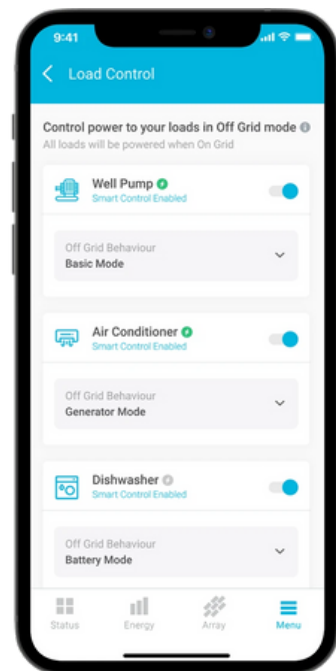 9:41
Load Control
Control power to your loads in Off Grid mode
All loads will be powered when On Grid
Well Pump
Smart Control Enabled
Off Grid Behaviour
Basic Mode
Air Conditioner
Smart Control Enabled
Off Grid Behaviour
Generator Mode
Dishwasher
Smart Control Enabled
Off Grid Behaviour
Battery Mode
Status
Energy
Array
Menu